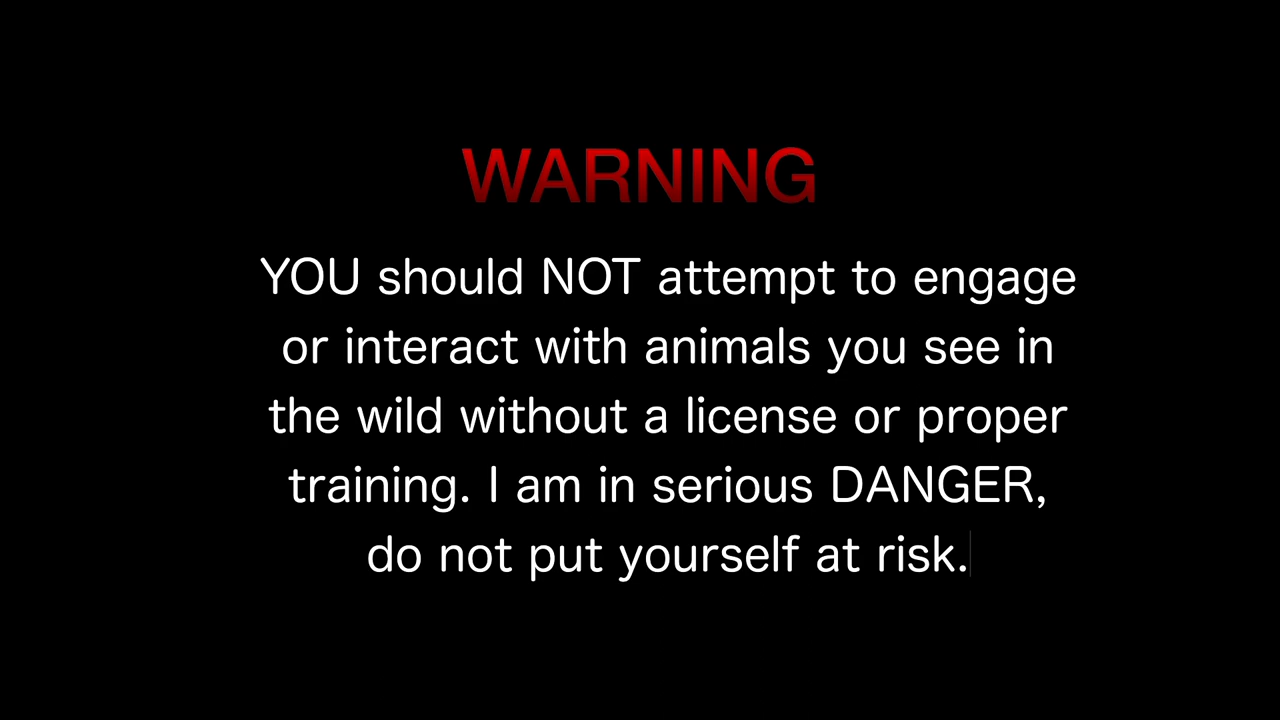 WARNING
YOU should NOT attempt to engage
or interact with animals you see in
the wild without a license or proper
training. I am in serious DANGER,
do not put yourself at risk.